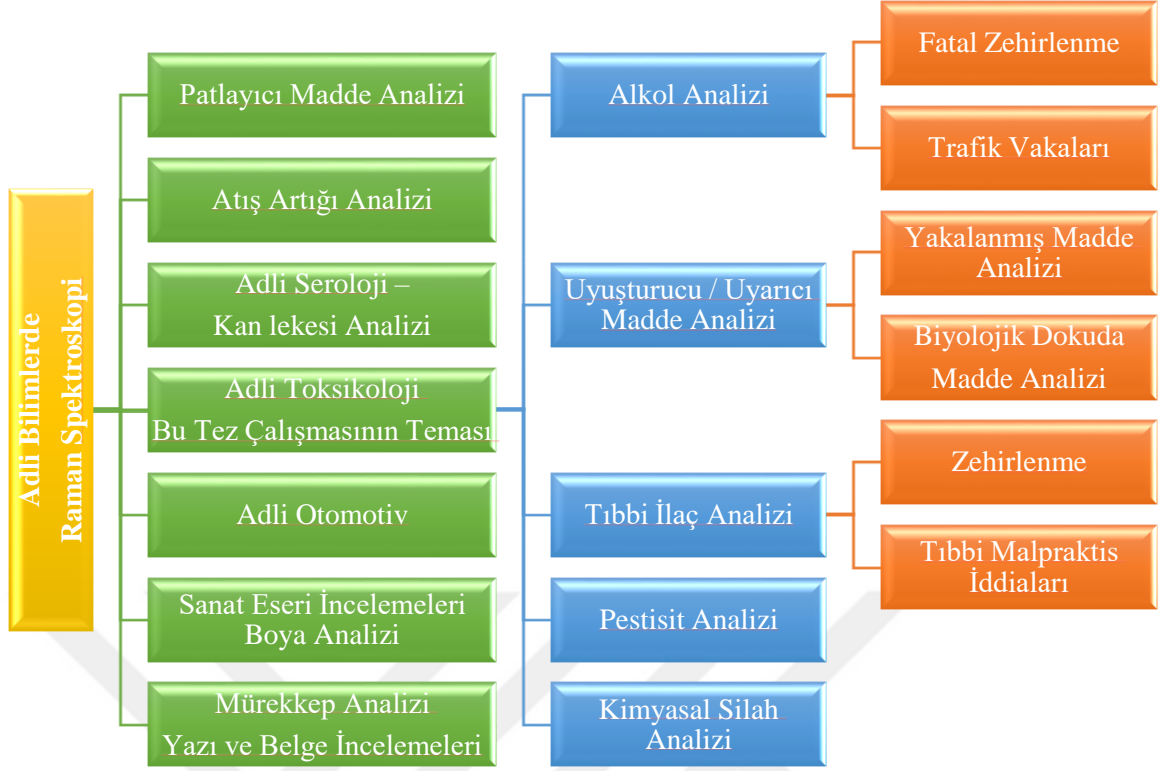 Adli Bilimlerde
Raman Spektroskopi
Patlayıcı Madde Analizi
Atış Artığı Analizi
Adli Seroloji –
Kan lekesi Analizi
Adli Toksikoloji
Bu Tez Çalışmasının Teması
Adli Otomotiv
Sanat Eseri İncelemeleri
Boya Analizi
Mürekkep Analizi
Yazı ve Belge İncelemeleri
Alkol Analizi
Uyuşturucu / Uyarıcı
Madde Analizi
Tıbbi İlaç Analizi
Pestisit Analizi
Kimyasal Silah
Analizi
Fatal Zehirlenme
Trafik Vakaları
Yakalanmış Madde
Analizi
Biyolojik Dokuda
Madde Analizi
Zehirlenme
Tıbbi Malpraktis
İddiaları